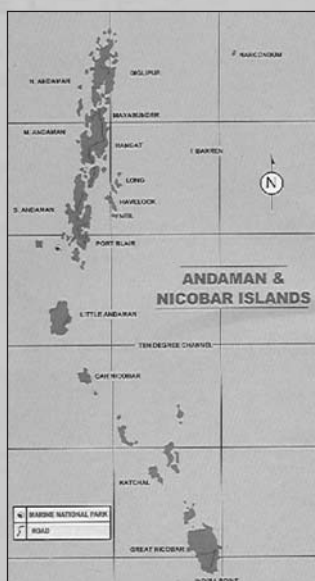 NARCONDUM
N. ANDAMAN
DIGLIPUR
MAYABUNDER
M. ANDAMAN
RANGAT
I BARREN
LONG
N
HAVELOCK
S. ANDAMAN
PORT BLAIR
ANDAMAN &
NICOBAR ISLANDS
LITTLE ANDAMAN
TEN DEGREE CHANNEL
CAR NICOBAR
KATCHAL
MARINE NATIONAL PARK
ROAD
GREAT NICOBAR